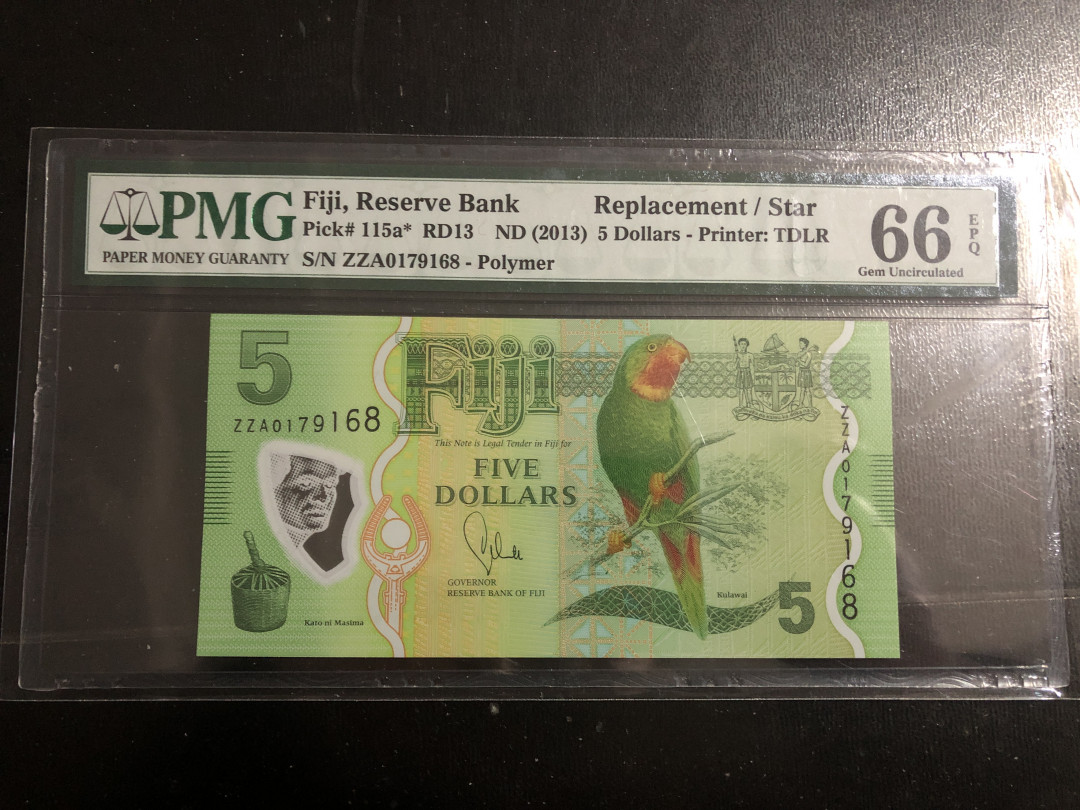 PMG
PAPER MONEY GUARANTY
Fiji, Reserve Bank Replacement / Star
Pick# 115a* RD13 ND (2013) 5 Dollars - Printer: TDLR
S/N ZZA0179168 - Polymer
66
EPQ
Gem Uncirculated
5
ZZA0179168
Fiji
This Note is Legal Tender in Fiji for
FIVE
DOLLARS
GOVERNOR
RESERVE BANK OF FIJI
Kato ni Masima
Kulawai
5
ZZA0179168